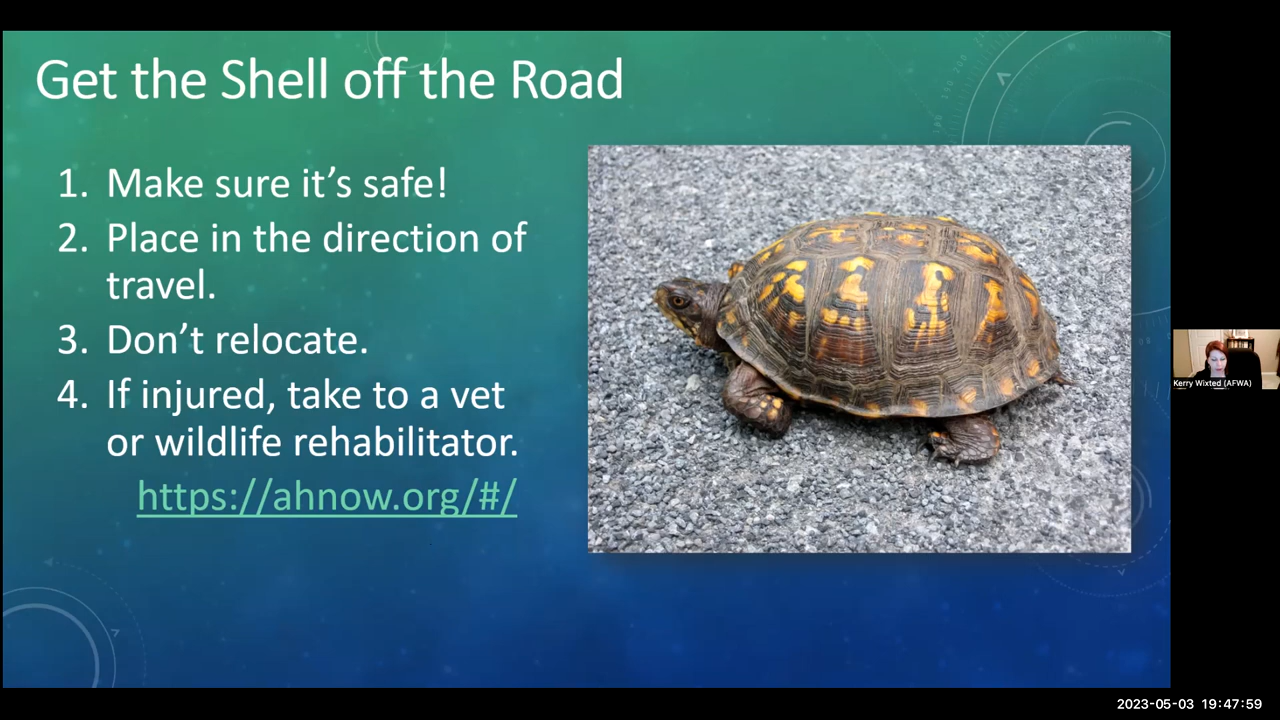 Get the Shell off the Road
1. Make sure it’s safe!
2. Place in the direction of
travel.
3. Don’t relocate.
4. If injured, take to a vet
or wildlife rehabilitator.
https://ahnow.org/#/
Kerry Wixted (AFWA)
2023-05-03 19:47:59